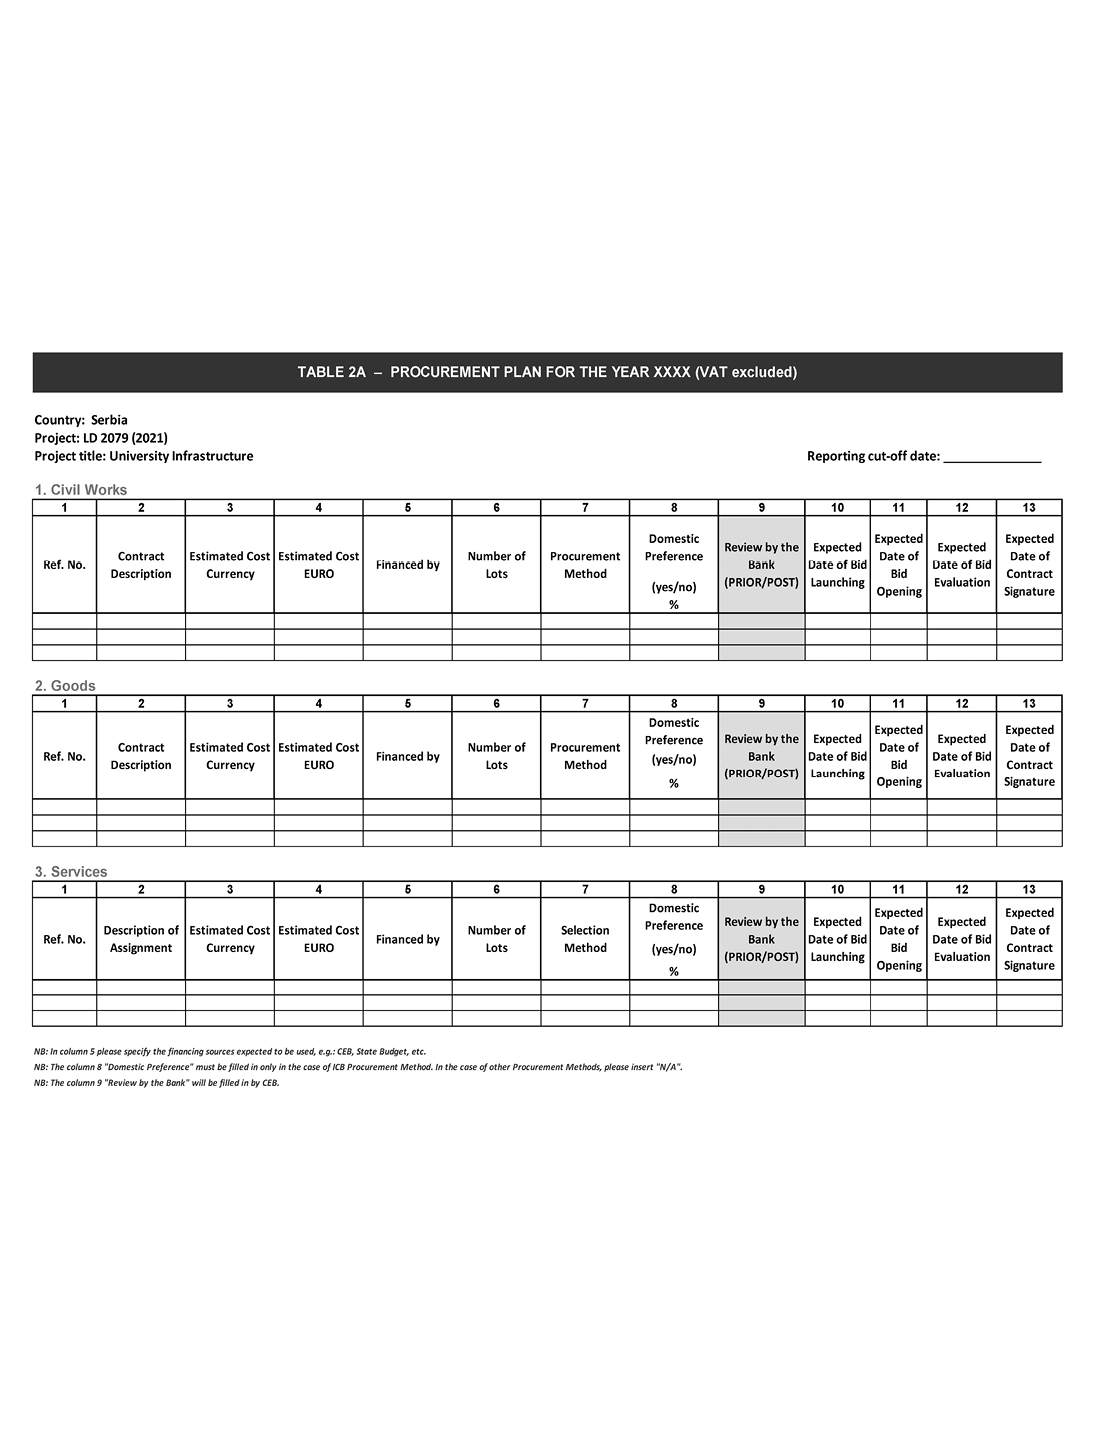 TABLE 2A – PROCUREMENT PLAN FOR THE YEAR XXXX (VAT excluded)
Country: Serbia
Project: LD 2079 (2021)
Project title: University Infrastructure Reporting cut-off date: _______________
1. Civil Works
1 2 3 4 5 6 7 8 9 10 11 12 13
Ref. No. Contract Description Estimated Cost Currency Estimated Cost EURO Financed by Number of Lots Procurement Method Domestic Preference (yes/no) % Review by the Bank (PRIOR/POST) Expected Date of Bid Launching Expected Date of Bid Opening Expected Date of Bid Evaluation Expected Date of Contract Signature
2. Goods
1 2 3 4 5 6 7 8 9 10 11 12 13
Ref. No. Contract Description Estimated Cost Currency Estimated Cost EURO Financed by Number of Lots Procurement Method Domestic Preference (yes/no) % Review by the Bank (PRIOR/POST) Expected Date of Bid Launching Expected Date of Bid Opening Expected Date of Bid Evaluation Expected Date of Contract Signature
3. Services
1 2 3 4 5 6 7 8 9 10 11 12 13
Ref. No. Description of Assignment Estimated Cost Currency Estimated Cost EURO Financed by Number of Lots Selection Method Domestic Preference (yes/no) % Review by the Bank (PRIOR/POST) Expected Date of Bid Launching Expected Date of Bid Opening Expected Date of Bid Evaluation Expected Date of Contract Signature
NB: In column 5 please specify the financing sources expected to be used, e.g.: CEB, State Budget, etc.
NB: The column 8 "Domestic Preference" must be filled in only in the case of ICB Procurement Method. In the case of other Procurement Methods, please insert "N/A".
NB: The column 9 "Review by the Bank" will be filled in by CEB.